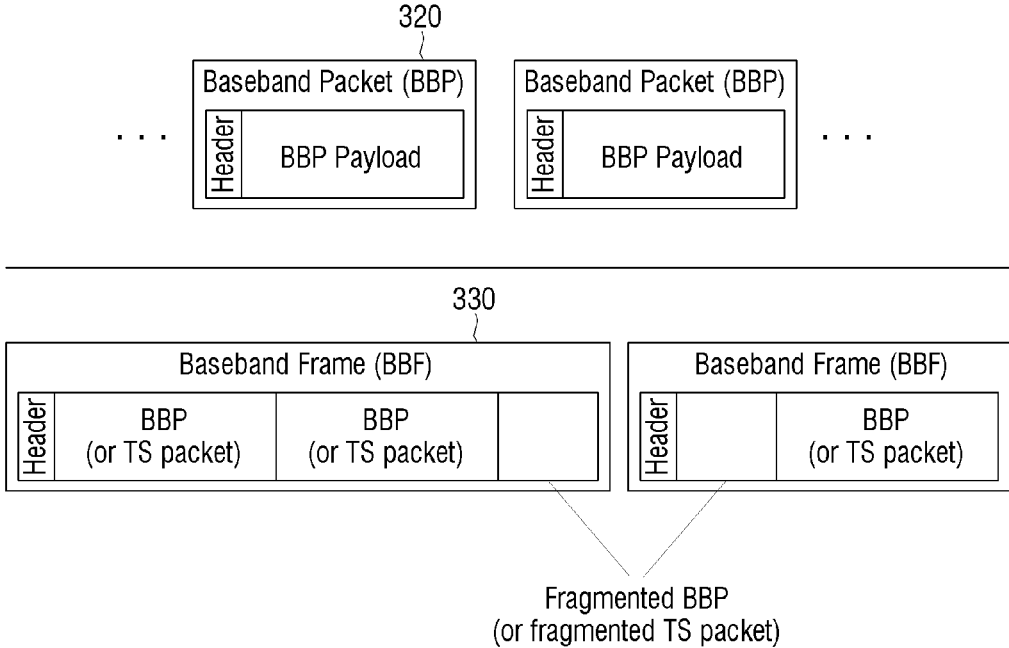 320
Baseband Packet (BBP)
Header
BBP Payload
Baseband Packet (BBP)
Header
BBP Payload
. . .
. . .
330
Baseband Frame (BBF)
Header
BBP
(or TS packet)
BBP
(or TS packet)
Baseband Frame (BBF)
Header
BBP
(or TS packet)
Fragmented BBP
(or fragmented TS packet)